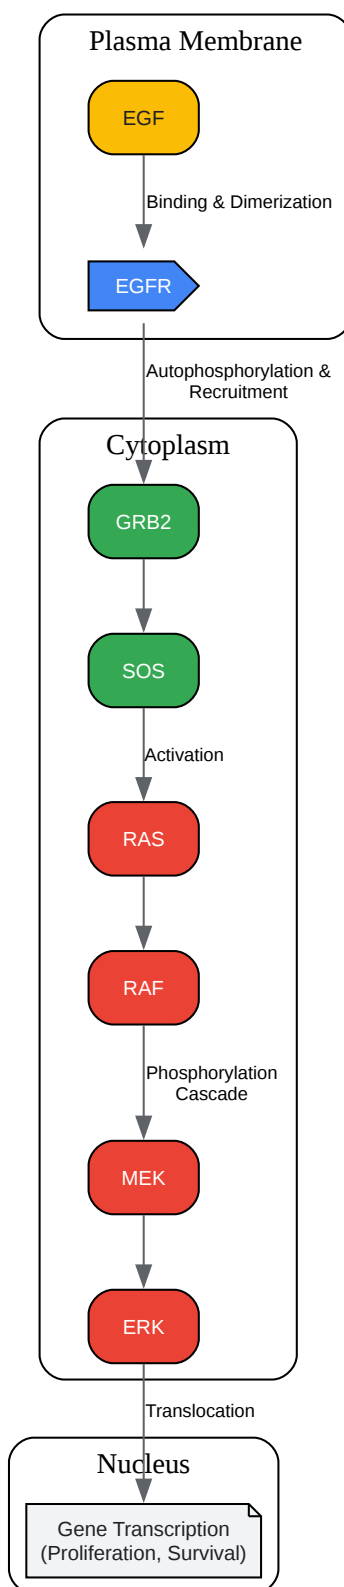 Plasma Membrane
EGF
Binding & Dimerization
EGFR
Autophosphorylation &
Recruitment
Cytoplasm
GRB2
SOS
Activation
RAS
RAF
Phosphorylation
Cascade
MEK
ERK
Translocation
Nucleus
Gene Transcription
(Proliferation, Survival)